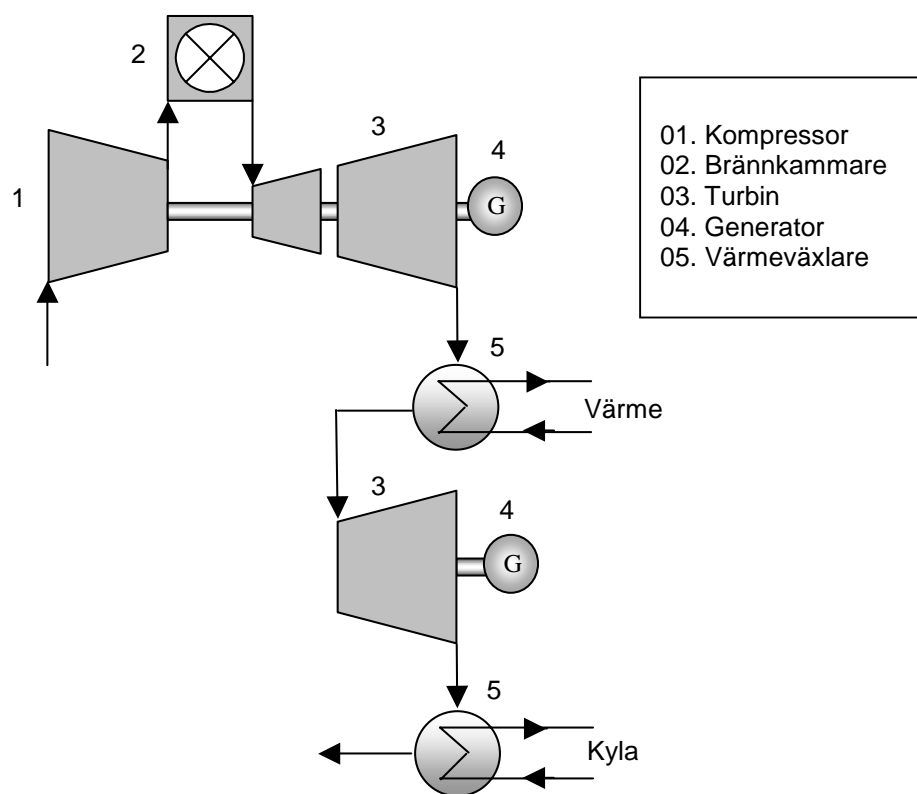 2
3
4
1
G
01. Kompressor
02. Brännkammare
03. Turbin
04. Generator
05. Värmeväxlare
5
Värme
3
4
G
5
Kyla